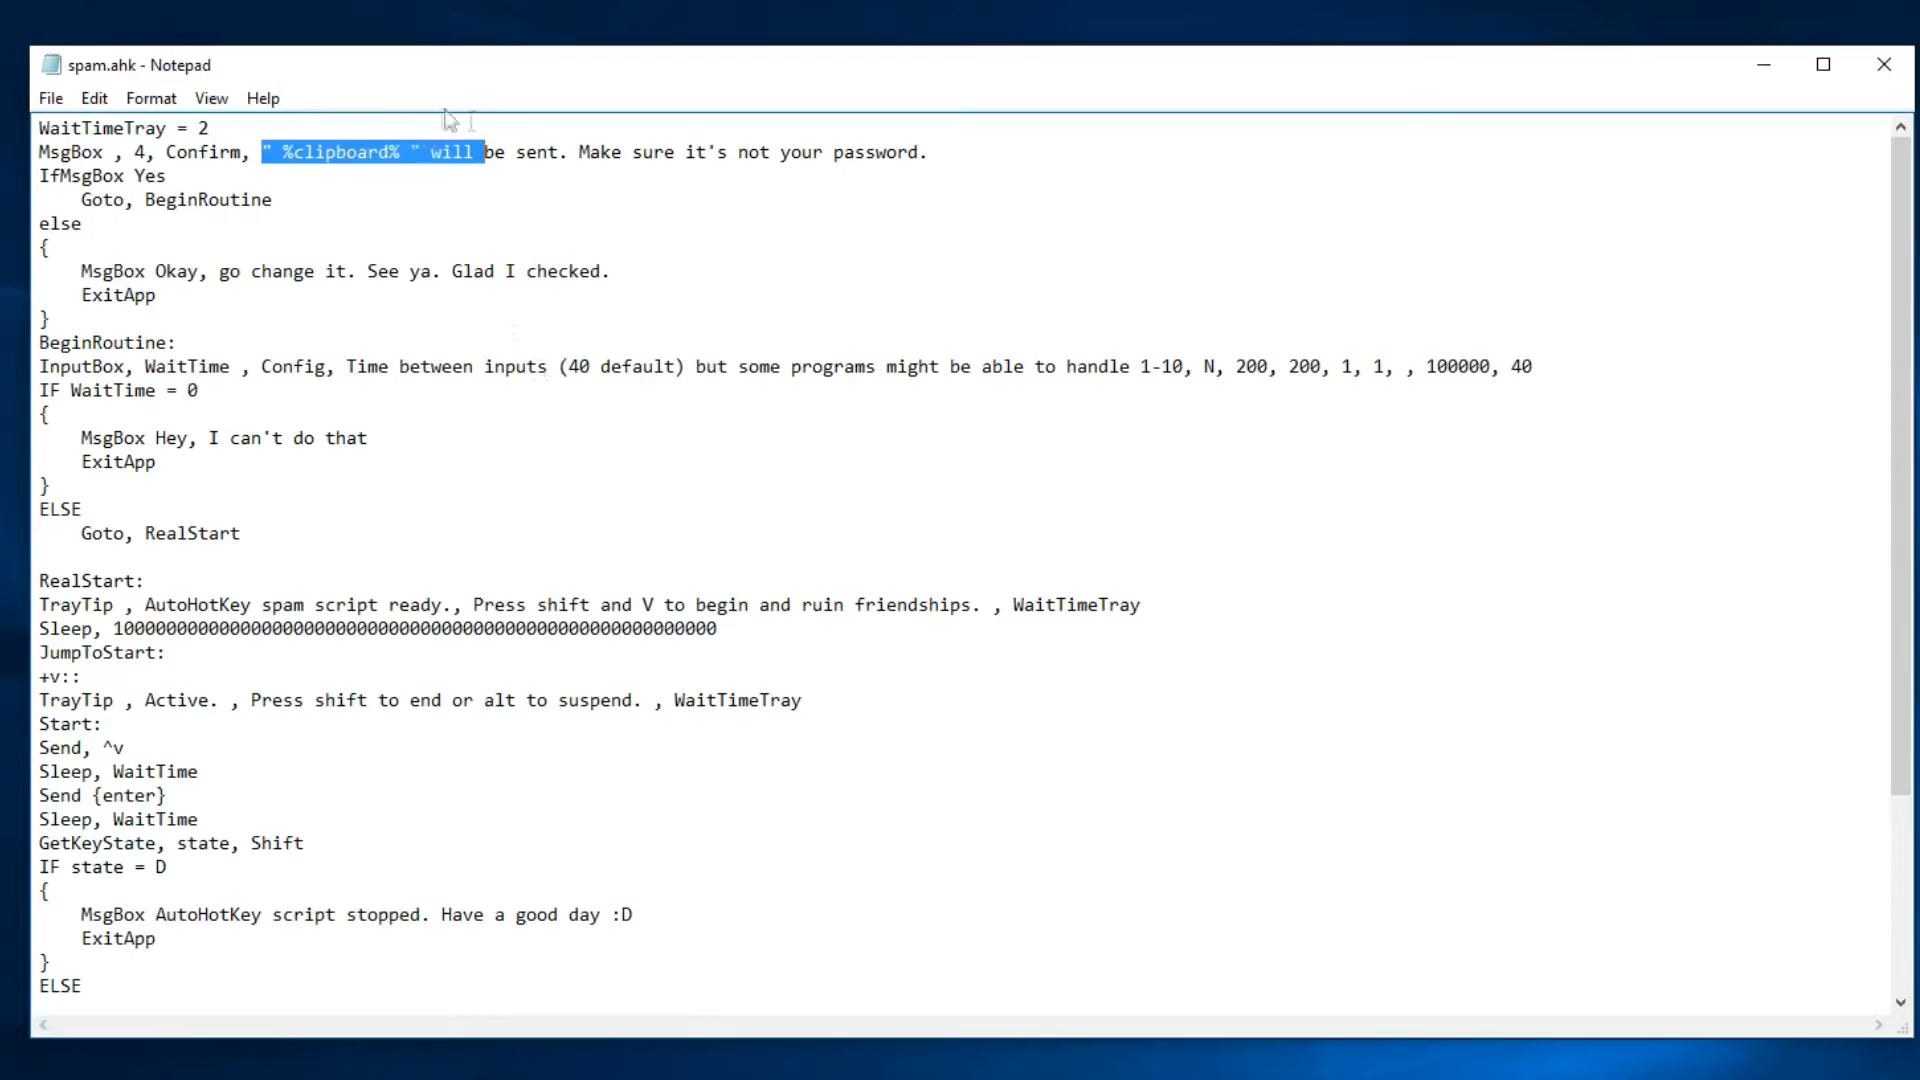 spam.ahk - Notepad
File Edit Format View Help
WaitTimeTray = 2
MsgBox , 4, Confirm, " %clipboard% " will be sent. Make sure it's not your password.
IfMsgBox Yes
    Goto, BeginRoutine
else
{
    MsgBox Okay, go change it. See ya. Glad I checked.
    ExitApp
}
BeginRoutine:
InputBox, WaitTime , Config, Time between inputs (40 default) but some programs might be able to handle 1-10, N, 200, 200, 1, 1, , 100000, 40
IF WaitTime = 0
{
    MsgBox Hey, I can't do that
    ExitApp
}
ELSE
    Goto, RealStart

RealStart:
TrayTip , AutoHotKey spam script ready., Press shift and V to begin and ruin friendships. , WaitTimeTray
Sleep, 100000000000000000000000000000000000000000000000000000000
JumpToStart:
+v::
TrayTip , Active. , Press shift to end or alt to suspend. , WaitTimeTray
Start:
Send, ^v
Sleep, WaitTime
Send {enter}
Sleep, WaitTime
GetKeyState, state, Shift
IF state = D
{
    MsgBox AutoHotKey script stopped. Have a good day :D
    ExitApp
}
ELSE